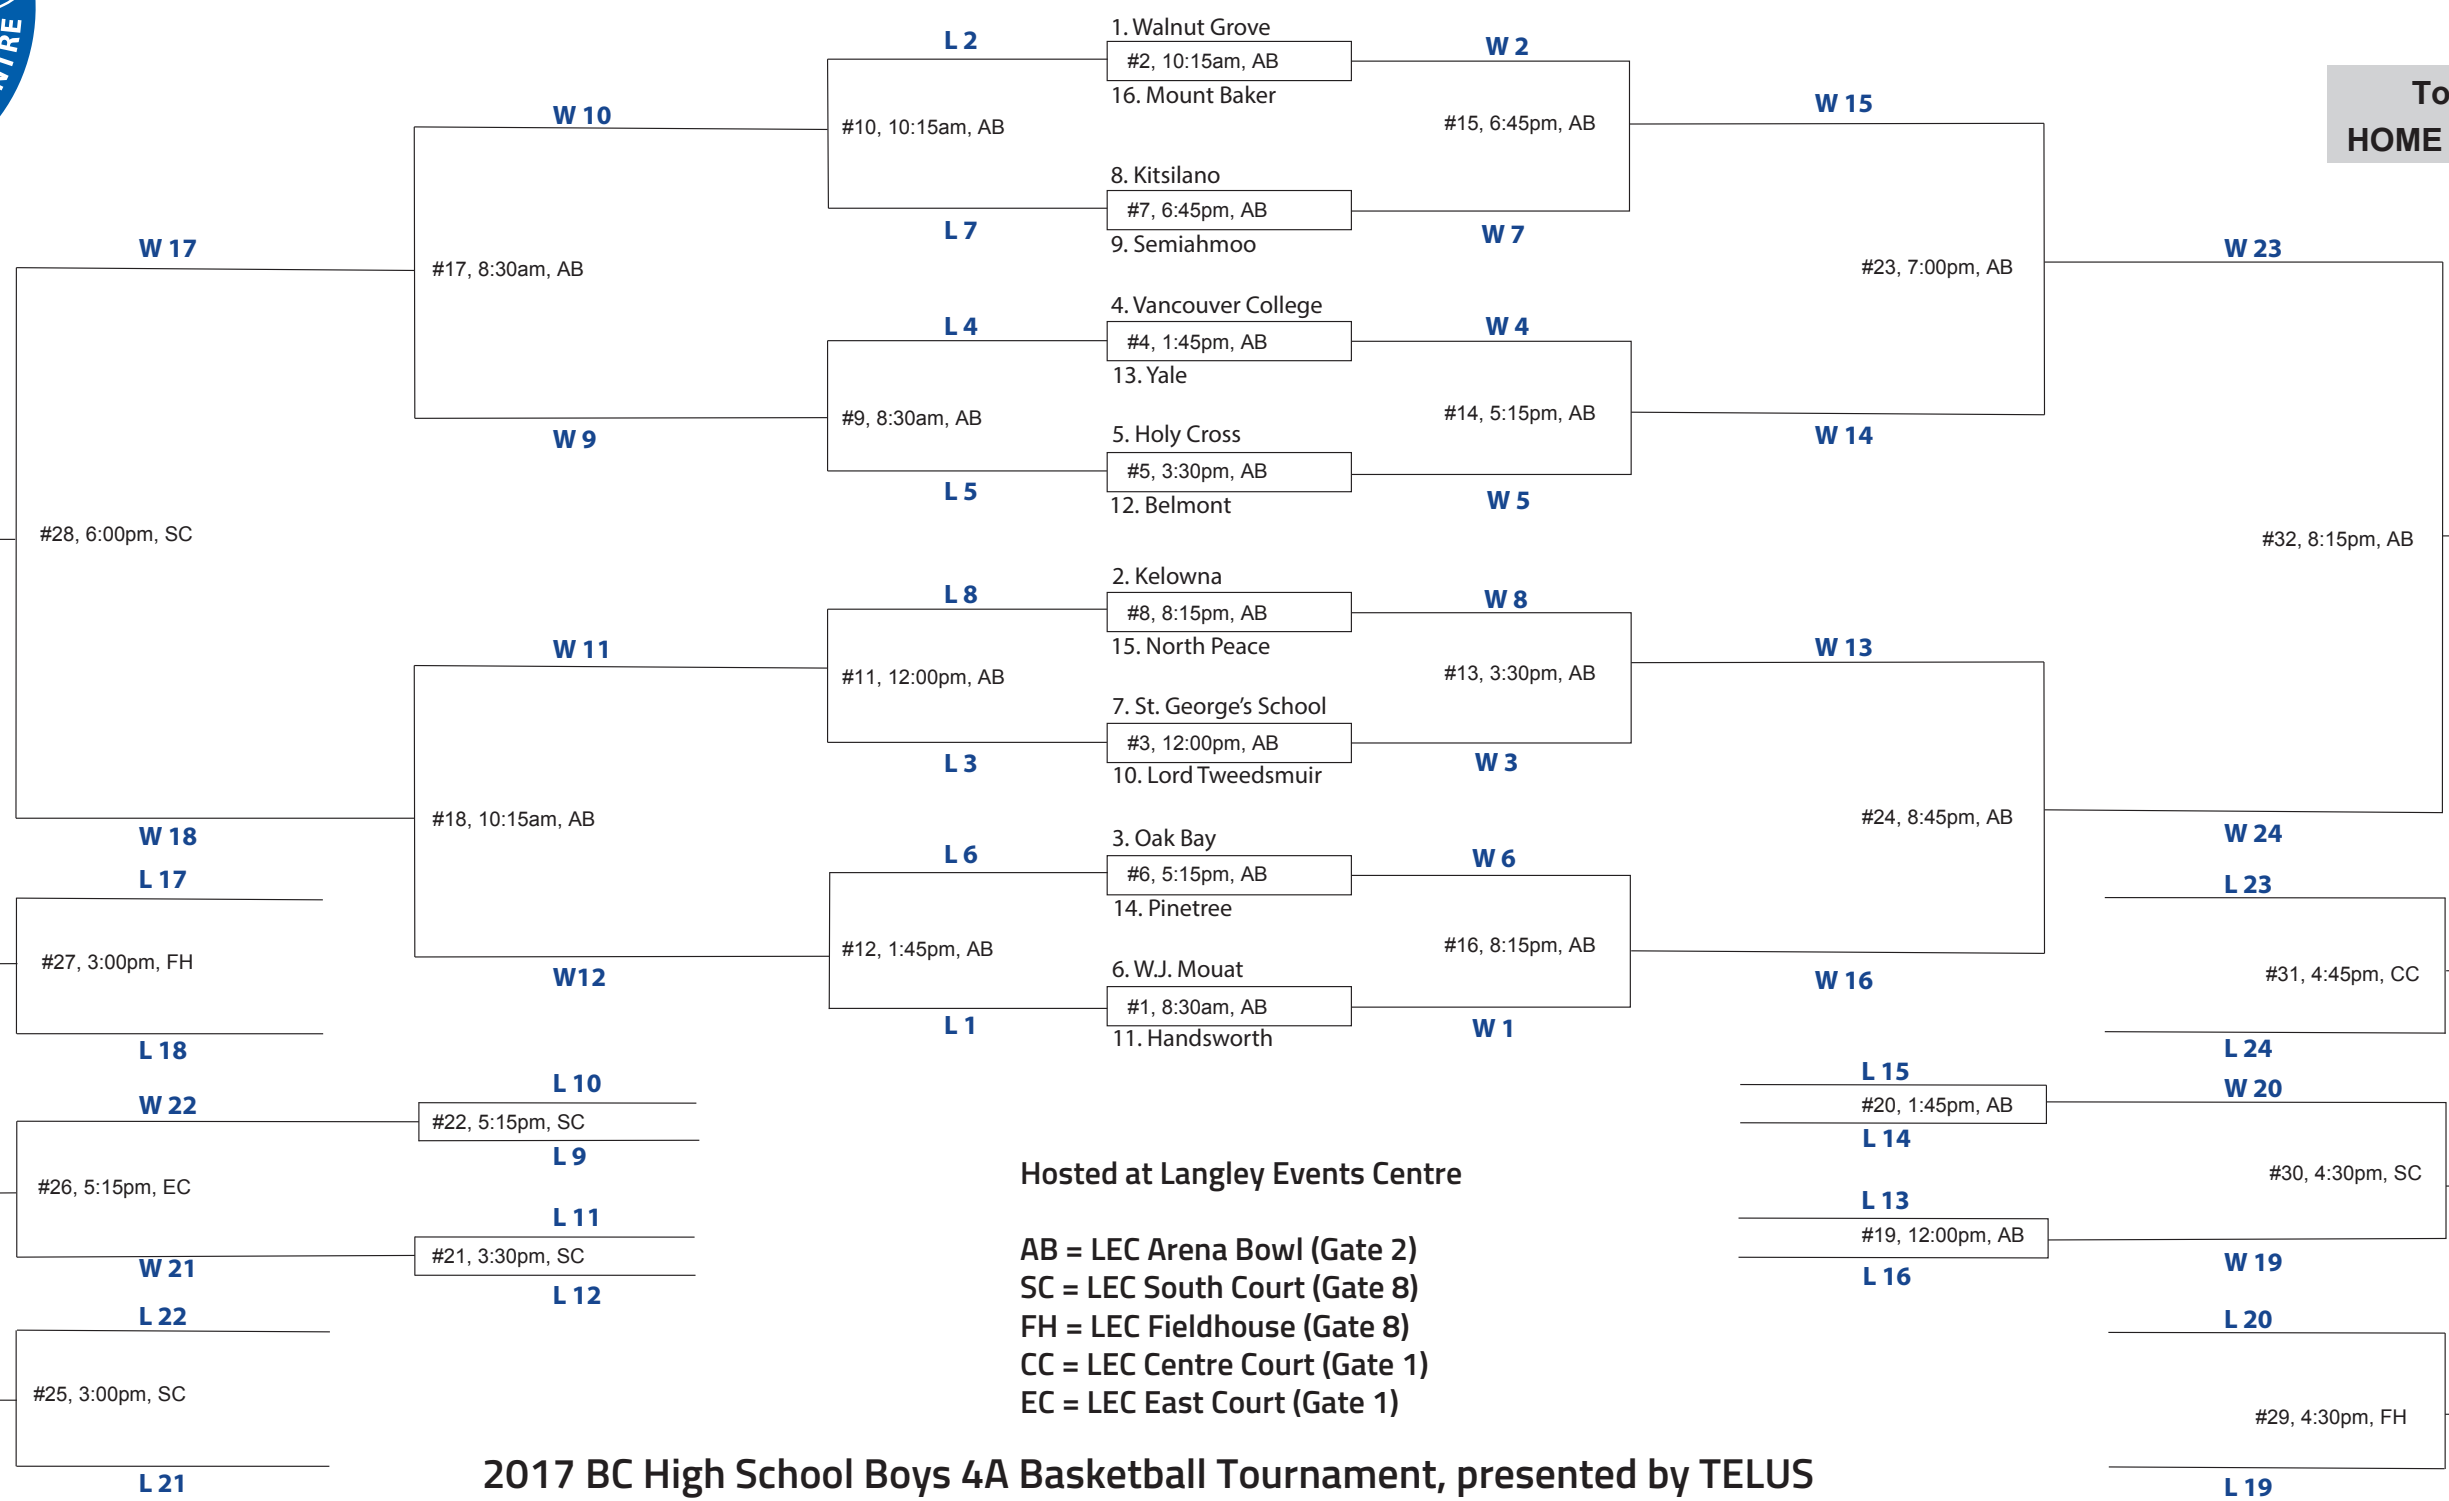 NTRE
L 2
1. Walnut Grove
#2, 10:15am, AB
16. Mount Baker
W 2
W 10
#10, 10:15am, AB
#15, 6:45pm, AB
W 15
To
HOME
8. Kitsilano
#7, 6:45pm, AB
9. Semiahmoo
L 7
W 7
W 17
#17, 8:30am, AB
#23, 7:00pm, AB
W 23
L 4
4. Vancouver College
#4, 1:45pm, AB
13. Yale
W 4
W 9
#9, 8:30am, AB
#14, 5:15pm, AB
W 14
5. Holy Cross
#5, 3:30pm, AB
12. Belmont
L 5
W 5
#28, 6:00pm, SC
#32, 8:15pm, AB
L 8
2. Kelowna
#8, 8:15pm, AB
15. North Peace
W 8
W 11
#11, 12:00pm, AB
#13, 3:30pm, AB
W 13
7. St. George's School
#3, 12:00pm, AB
10. Lord Tweedsmuir
L 3
W 3
W 18
#18, 10:15am, AB
#24, 8:45pm, AB
W 24
L 6
3. Oak Bay
#6, 5:15pm, AB
14. Pinetree
W 6
L 17
#27, 3:00pm, FH
L 18
W12
#12, 1:45pm, AB
#16, 8:15pm, AB
W 16
6. W.J. Mouat
#1, 8:30am, AB
11. Handsworth
L 1
W 1
L 23
#31, 4:45pm, CC
L 24
L 10
#22, 5:15pm, SC
L 9
W 22
#26, 5:15pm, EC
W 21
L 11
#21, 3:30pm, SC
L 12
L 22
#25, 3:00pm, SC
L 21
L 15
#20, 1:45pm, AB
L 14
W 20
#30, 4:30pm, SC
W 19
L 13
#19, 12:00pm, AB
L 16
L 20
#29, 4:30pm, FH
L 19
Hosted at Langley Events Centre
AB = LEC Arena Bowl (Gate 2)
SC = LEC South Court (Gate 8)
FH = LEC Fieldhouse (Gate 8)
CC = LEC Centre Court (Gate 1)
EC = LEC East Court (Gate 1)
2017 BC High School Boys 4A Basketball Tournament, presented by TELUS